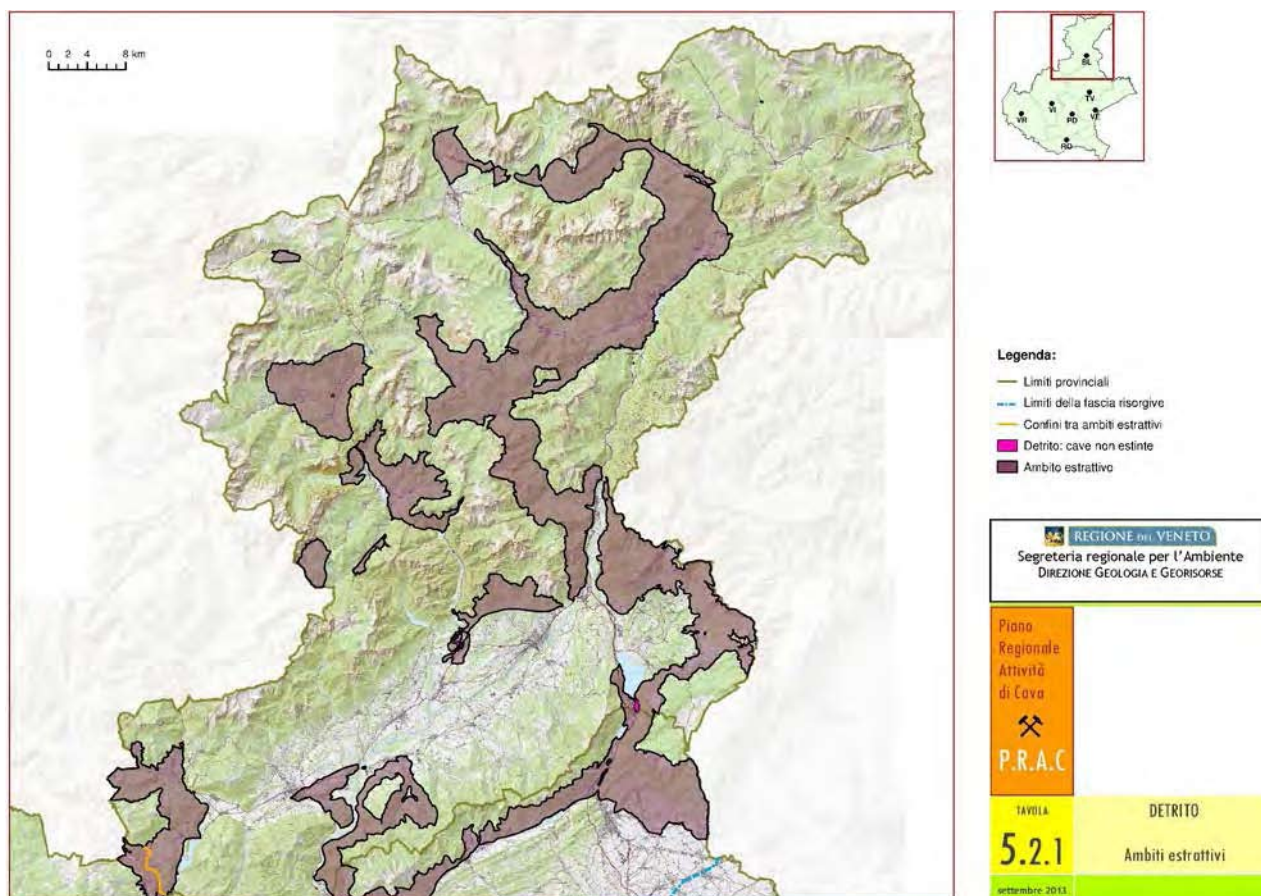 0 2 4 8 km
BL
TV
VI
VR
PD
VE
RO
Legenda:
Limiti provinciali
Limiti della fascia risorgive
Confini tra ambiti estrattivi
Detrito: cave non estinte
Ambito estrattivo
REGIONE DEL VENETO
Segreteria regionale per l'Ambiente
DIREZIONE GEOLOGIA E GEORISORSE
Piano
Regionale
Attività
di Cava
P.R.A.C
TAVOLA
5.2.1
DETRITO
Ambiti estrattivi
settembre 2013